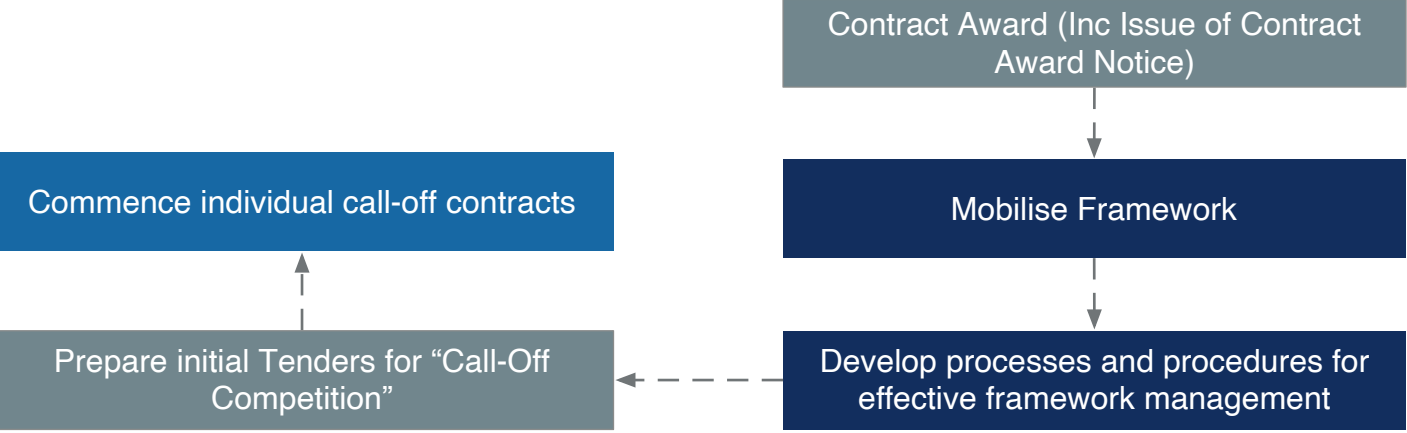 Contract Award (Inc Issue of Contract
Award Notice)
Mobilise Framework
Develop processes and procedures for
effective framework management
Prepare initial Tenders for “Call-Off
Competition”
Commence individual call-off contracts